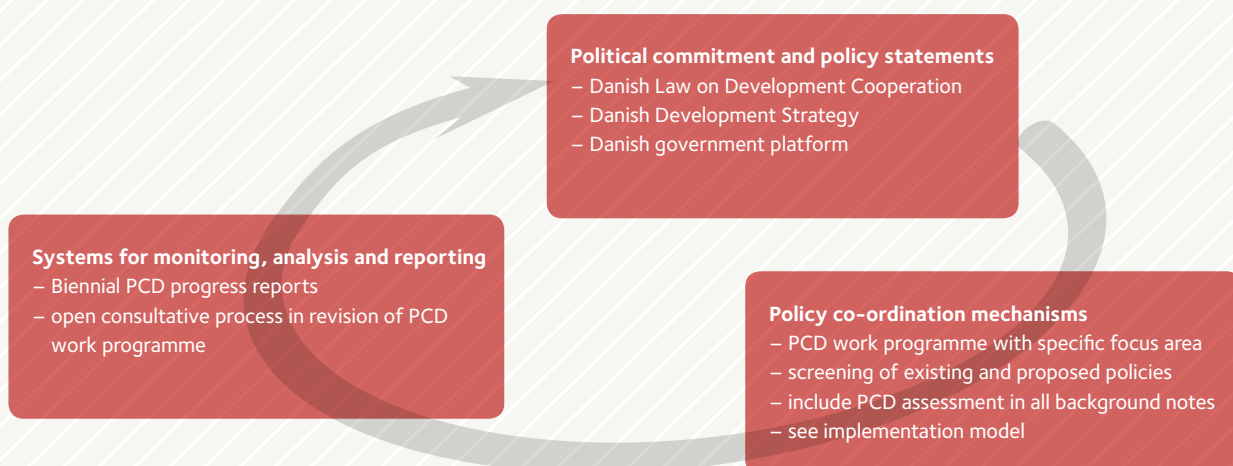 Political commitment and policy statements
– Danish Law on Development Cooperation
– Danish Development Strategy
– Danish government platform
Systems for monitoring, analysis and reporting
– Biennial PCD progress reports
– open consultative process in revision of PCD
work programme
Policy co-ordination mechanisms
– PCD work programme with specific focus area
– screening of existing and proposed policies
– include PCD assessment in all background notes
– see implementation model